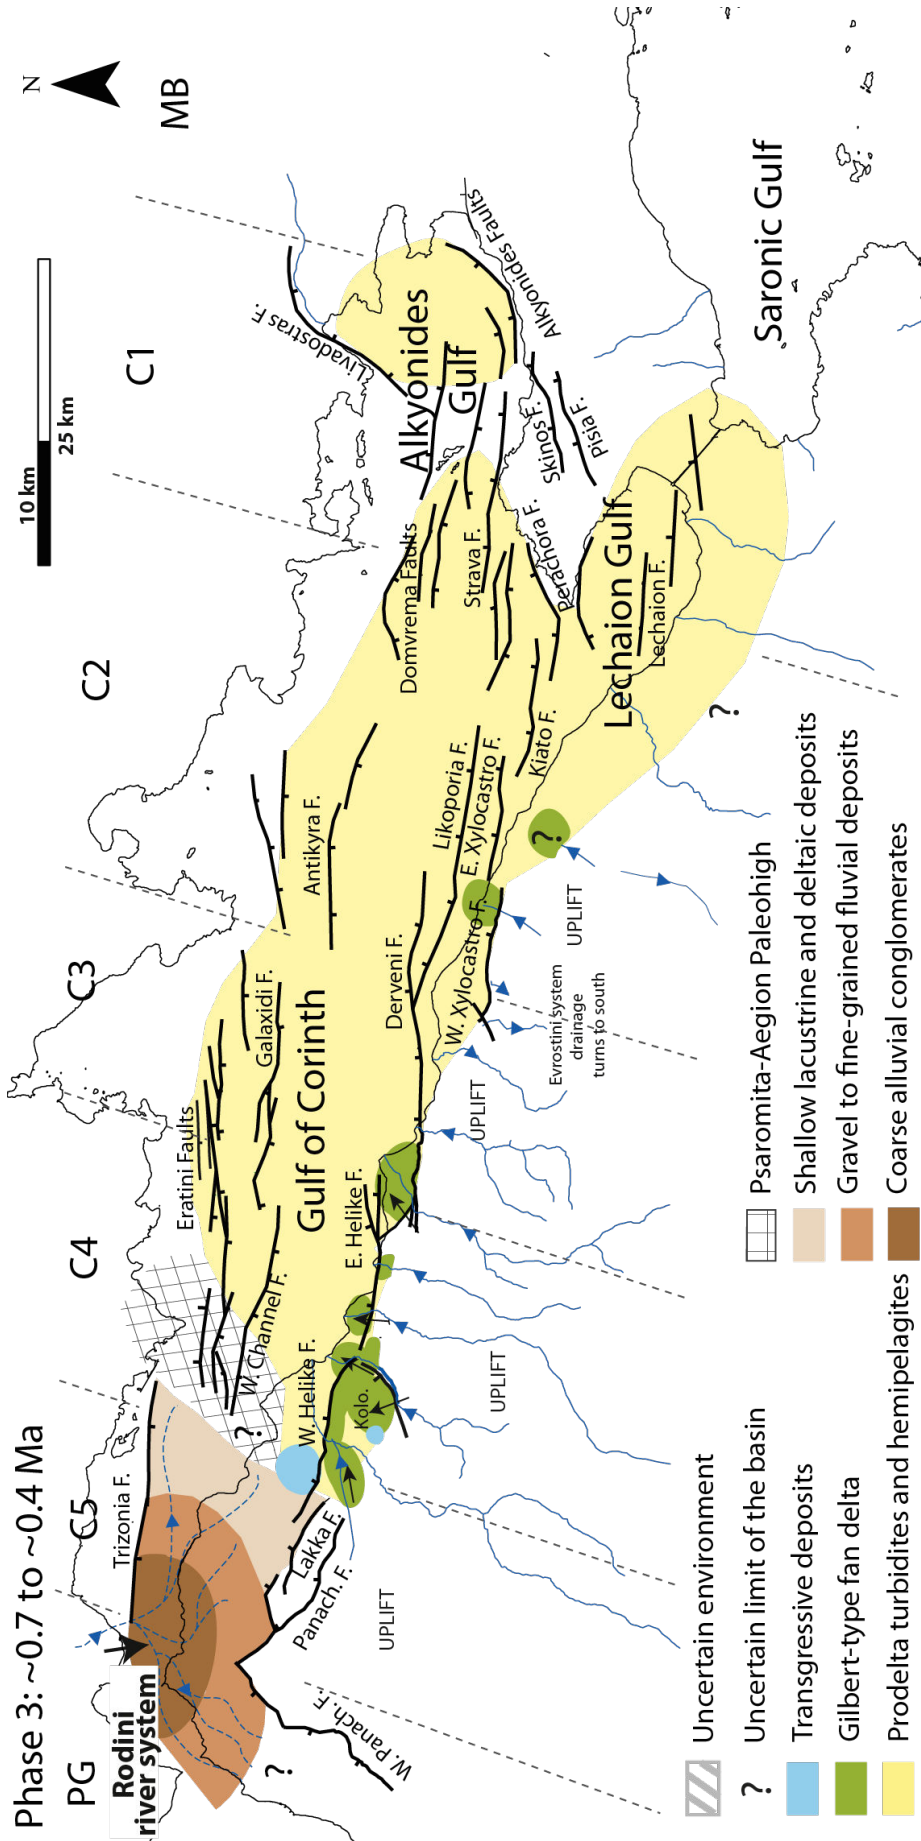 Phase 3: ~0.7 to ~0.4 Ma
N
10 km
25 km
PG
C5
C4
C3
C2
C1
MB
Rodini
river system
Trizonia F.
?
W. Channel F.
Eratini Faults
Galaxidi F.
Antikyra F.
Domvrema Faults
Livadostras F.
Alkyonides
Gulf
Alkyonides Faults
Strava F.
Skinos F.
Pisia F.
Perachora F.
Gulf of Corinth
Derveni F.
Likoporia F.
E. Xylocastro F.
W. Xylocastro F.
Kiato F.
Lechaion Gulf
Lechaion F.
Saronic Gulf
E. Helike F.
W. Helike F.
Kolo.
Lakka F.
Panach. F.
W. Panach. F.
?
UPLIFT
UPLIFT
UPLIFT
UPLIFT
Evrostini system
drainage
turns to south
?
?
Uncertain environment
? Uncertain limit of the basin
Transgressive deposits
Gilbert-type fan delta
Prodelta turbidites and hemipelagites
Psaromita-Aegion Paleohigh
Shallow lacustrine and deltaic deposits
Gravel to fine-grained fluvial deposits
Coarse alluvial conglomerates